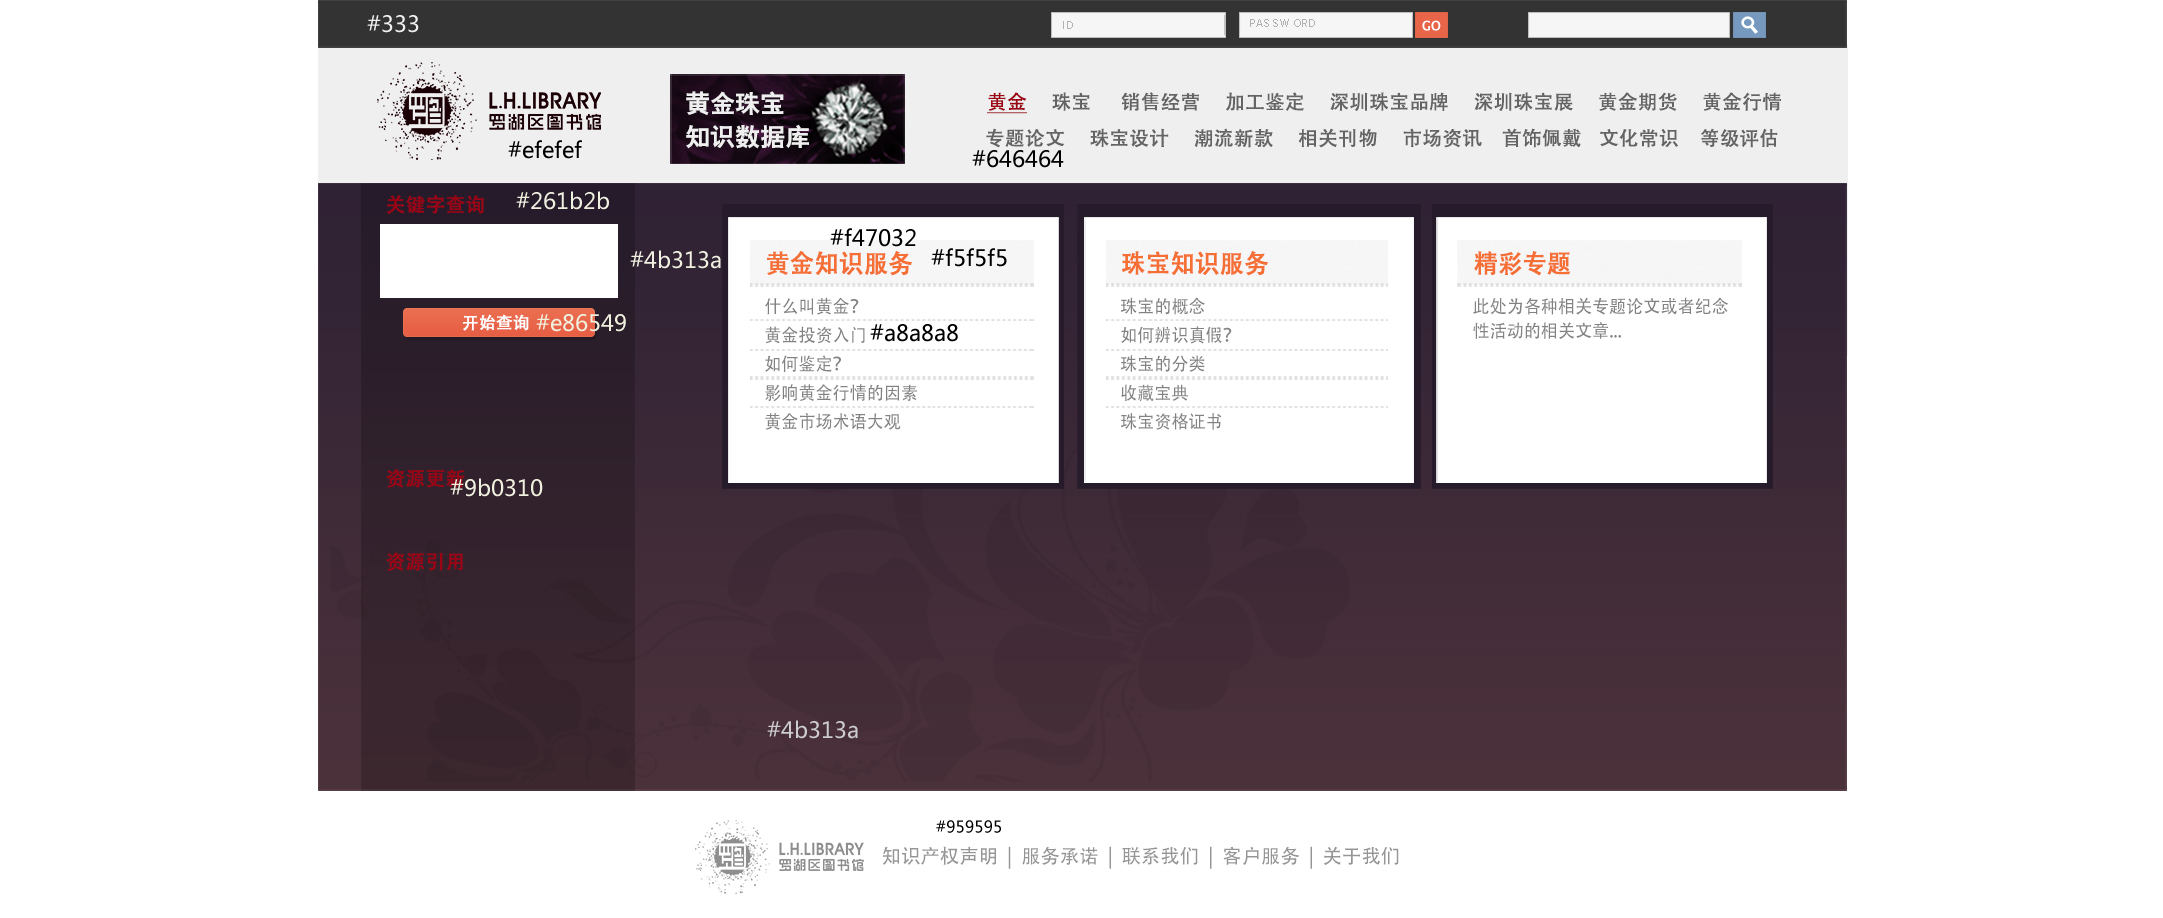 #333
ID
PASSWORD
GO
L.H.LIBRARY
罗湖区图书馆
#efefef
黄金珠宝
知识数据库
黄金 珠宝 销售经营 加工鉴定 深圳珠宝品牌 深圳珠宝展 黄金期货 黄金行情
专题论文 珠宝设计 潮流新款 相关刊物 市场资讯 首饰佩戴 文化常识 等级评估
#646464
关键字查询
#261b2b
#4b313a
开始查询
#e86549
资源更新
#9b0310
资源引用
#f47032
黄金知识服务
#f5f5f5
什么叫黄金?
黄金投资入门
#a8a8a8
如何鉴定?
影响黄金行情的因素
黄金市场术语大观
珠宝知识服务
珠宝的概念
如何辨识真假?
珠宝的分类
收藏宝典
珠宝资格证书
精彩专题
此处为各种相关专题论文或者纪念
性活动的相关文章...
#4b313a
#959595
L.H.LIBRARY
罗湖区图书馆
知识产权声明 | 服务承诺 | 联系我们 | 客户服务 | 关于我们